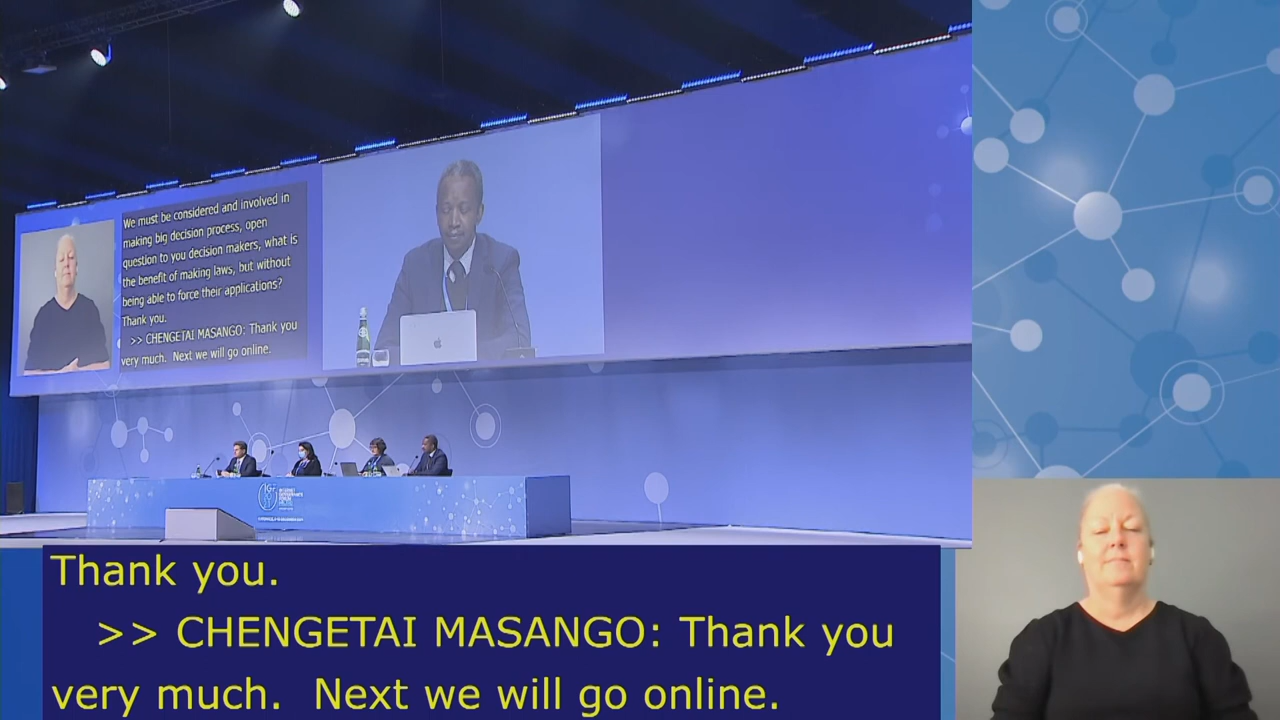 We must be considered and involved in
making big decision process, open
question to you decision makers, what is
the benefit of making laws, but without
being able to force their applications?
Thank you.
>> CHENGETAI MASANGO: Thank you
very much. Next we will go online.
INTERNET
GOVERNANCE
FORUM
Thank you.
>> CHENGETAI MASANGO: Thank you
very much. Next we will go online.